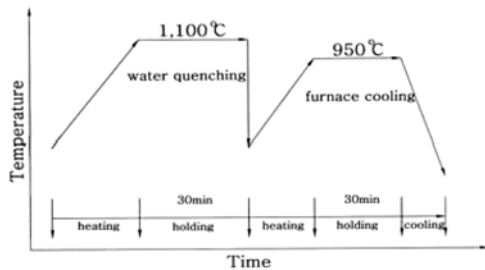 1,100℃
water quenching
950℃
furnace cooling
Temperature
30min
30min
heating
holding
heating
holding
cooling
Time